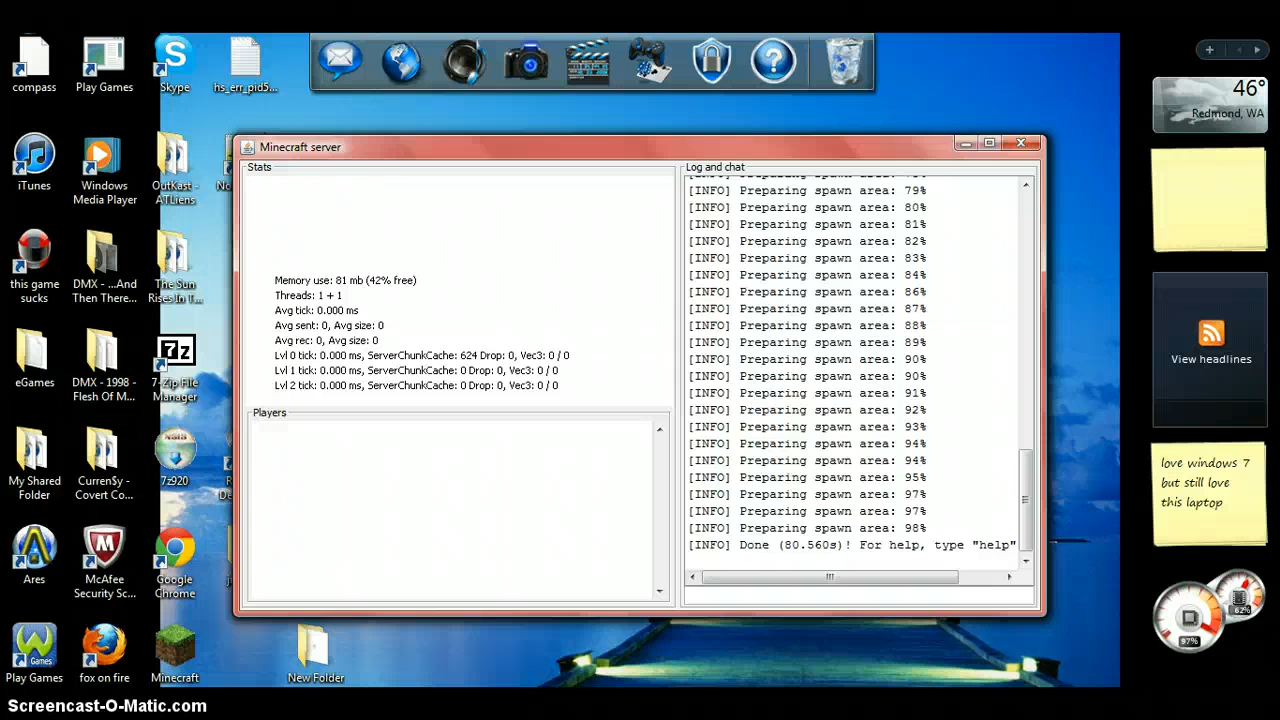 compass
Play Games
Skype
hs_err_pid5...
46°
Redmond, WA
iTunes
Windows
Media Player
OutKast -
ATLiens
this game
sucks
DMX - ...And
Then There...
The Sun
Rises In T...
eGames
DMX - 1998 -
Flesh Of M...
7z
7-Zip File
Manager
My Shared
Folder
Curren$y -
Covert Co...
NSIS
7z920
Ares
McAfee
Security Sc...
Google
Chrome
Games
Play Games
fox on fire
Minecraft
New Folder
Minecraft server
Stats
Memory use: 81 mb (42% free)
Threads: 1 + 1
Avg tick: 0.000 ms
Avg sent: 0, Avg size: 0
Avg rec: 0, Avg size: 0
Lvl 0 tick: 0.000 ms, ServerChunkCache: 624 Drop: 0, Vec3: 0 / 0
Lvl 1 tick: 0.000 ms, ServerChunkCache: 0 Drop: 0, Vec3: 0 / 0
Lvl 2 tick: 0.000 ms, ServerChunkCache: 0 Drop: 0, Vec3: 0 / 0
Players
Log and chat
[INFO] Preparing spawn area: 79%
[INFO] Preparing spawn area: 80%
[INFO] Preparing spawn area: 81%
[INFO] Preparing spawn area: 82%
[INFO] Preparing spawn area: 83%
[INFO] Preparing spawn area: 84%
[INFO] Preparing spawn area: 86%
[INFO] Preparing spawn area: 87%
[INFO] Preparing spawn area: 88%
[INFO] Preparing spawn area: 89%
[INFO] Preparing spawn area: 90%
[INFO] Preparing spawn area: 90%
[INFO] Preparing spawn area: 91%
[INFO] Preparing spawn area: 92%
[INFO] Preparing spawn area: 93%
[INFO] Preparing spawn area: 94%
[INFO] Preparing spawn area: 94%
[INFO] Preparing spawn area: 95%
[INFO] Preparing spawn area: 97%
[INFO] Preparing spawn area: 97%
[INFO] Preparing spawn area: 98%
[INFO] Done (80.560s)! For help, type "help"
View headlines
love windows 7
but still love
this laptop
62%
97%
Screencast-O-Matic.com